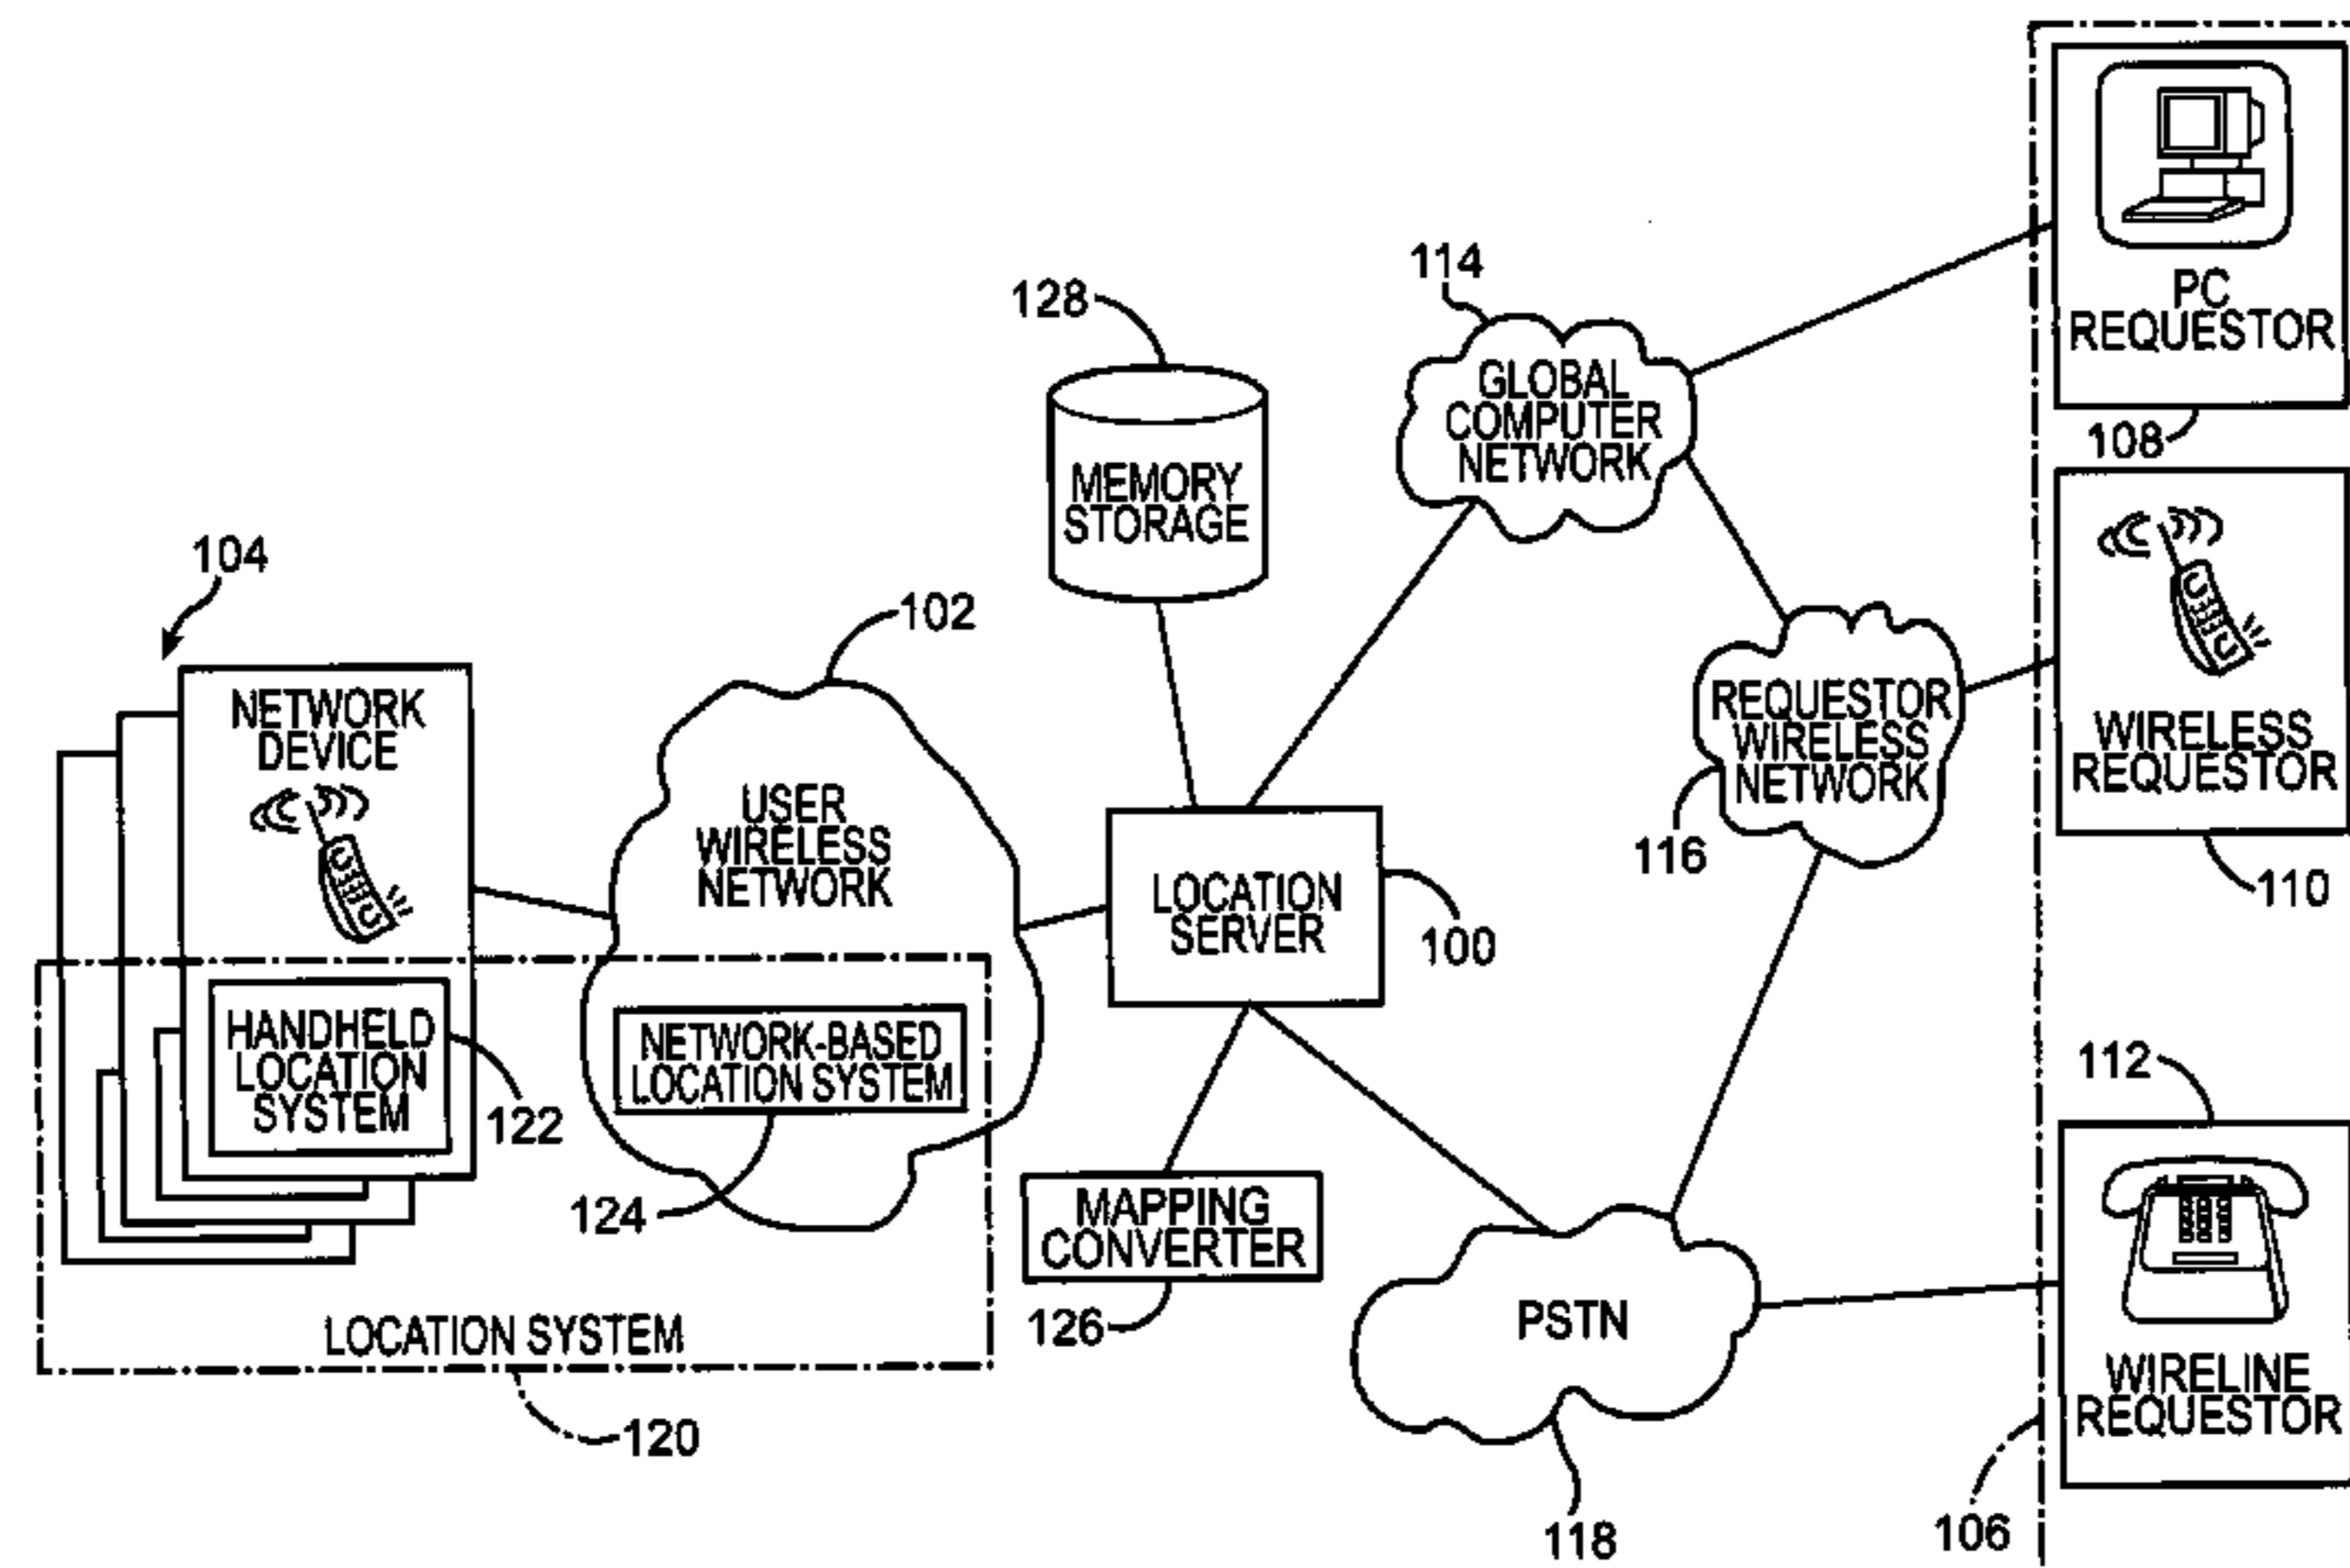 PC
REQUESTOR
108
114
GLOBAL
COMPUTER
NETWORK
128
MEMORY
STORAGE
104
NETWORK
DEVICE
102
USER
WIRELESS
NETWORK
REQUESTOR
WIRELESS
NETWORK
116
WIRELESS
REQUESTOR
110
LOCATION
SERVER
100
HANDHELD
LOCATION
SYSTEM
122
NETWORK-BASED
LOCATION SYSTEM
124
MAPPING
CONVERTER
126
LOCATION SYSTEM
120
PSTN
118
112
WIRELINE
REQUESTOR
106